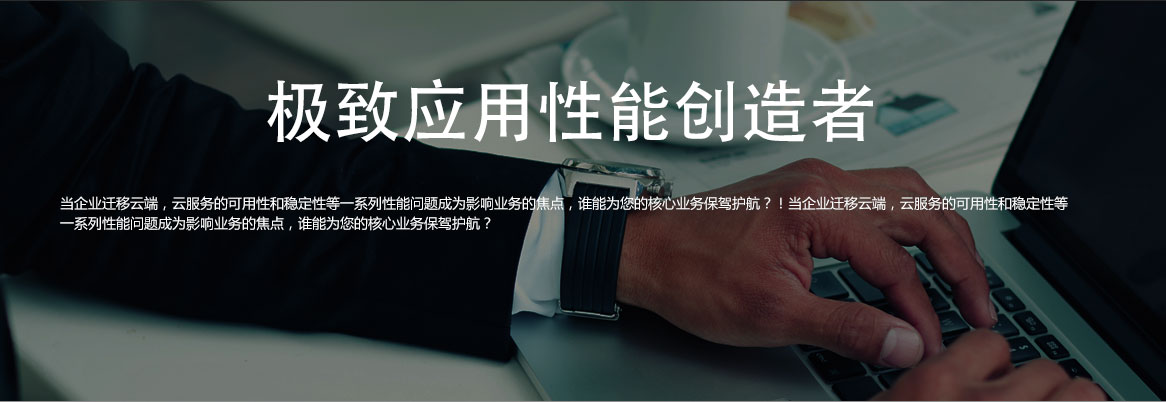 极致应用性能创造者
当企业迁移云端，云服务的可用性和稳定性等一系列性能问题成为影响业务的焦点，谁能为您的核心业务保驾护航？！当企业迁移云端，云服务的可用性和稳定性等
一系列性能问题成为影响业务的焦点，谁能为您的核心业务保驾护航？